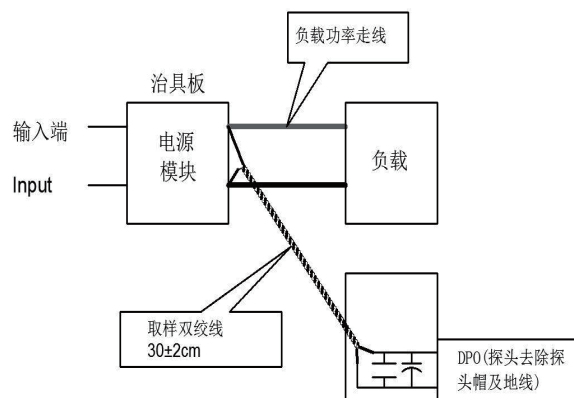 负载功率走线
治具板
输入端
Input
电源
模块
负载
取样双绞线
30±2cm
DPO(探头去除探
头帽及地线)